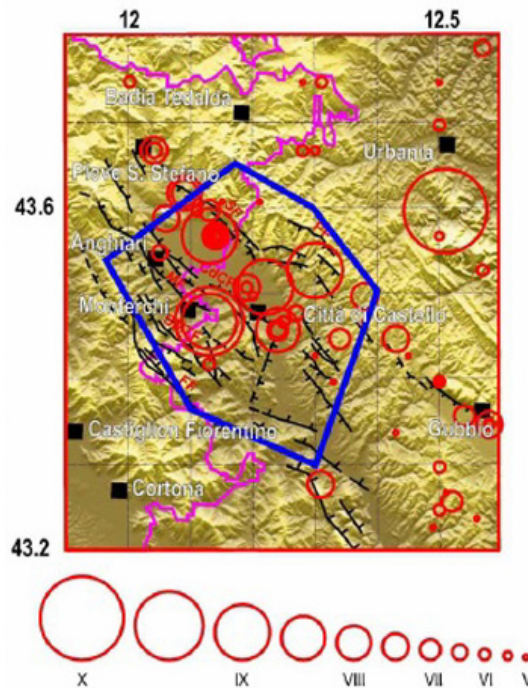 12 12.5
Badia Tedalda
Urbania
Pieve S. Stefano
43.6
Anghiari
Monterchi
Città di Castello
Castiglion Fiorentino
Gubbio
Cortona
43.2
X IX VIII VII VI V